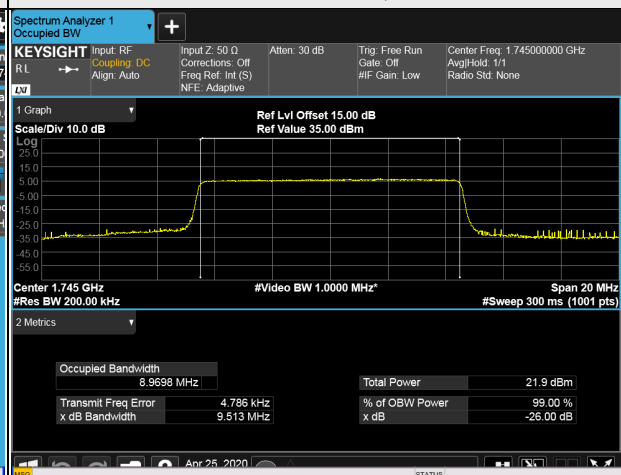 Spectrum Analyzer 1
Occupied BW
+
KEYSIGHT
RL
LXI
Input: RF
Coupling: DC
Align: Auto
Input Z: 50 Ω
Corrections: Off
Freq Ref: Int (S)
NFE: Adaptive
Atten: 30 dB
Trig: Free Run
Gate: Off
#IF Gain: Low
Center Freq: 1.745000000 GHz
Avg|Hold: 1/1
Radio Std: None
1 Graph
Scale/Div 10.0 dB
Ref Lvl Offset 15.00 dB
Ref Value 35.00 dBm
Log
25.0
15.0
5.00
-5.00
-15.0
-25.0
-35.0
-45.0
-55.0
Center 1.745 GHz
#Video BW 1.0000 MHz*
Span 20 MHz
#Res BW 200.00 kHz
#Sweep 300 ms (1001 pts)
2 Metrics
Occupied Bandwidth
8.9698 MHz
Total Power 21.9 dBm
Transmit Freq Error 4.786 kHz
% of OBW Power 99.00 %
x dB Bandwidth 9.513 MHz
x dB -26.00 dB
Apr 25, 2020
MSG
STATUS